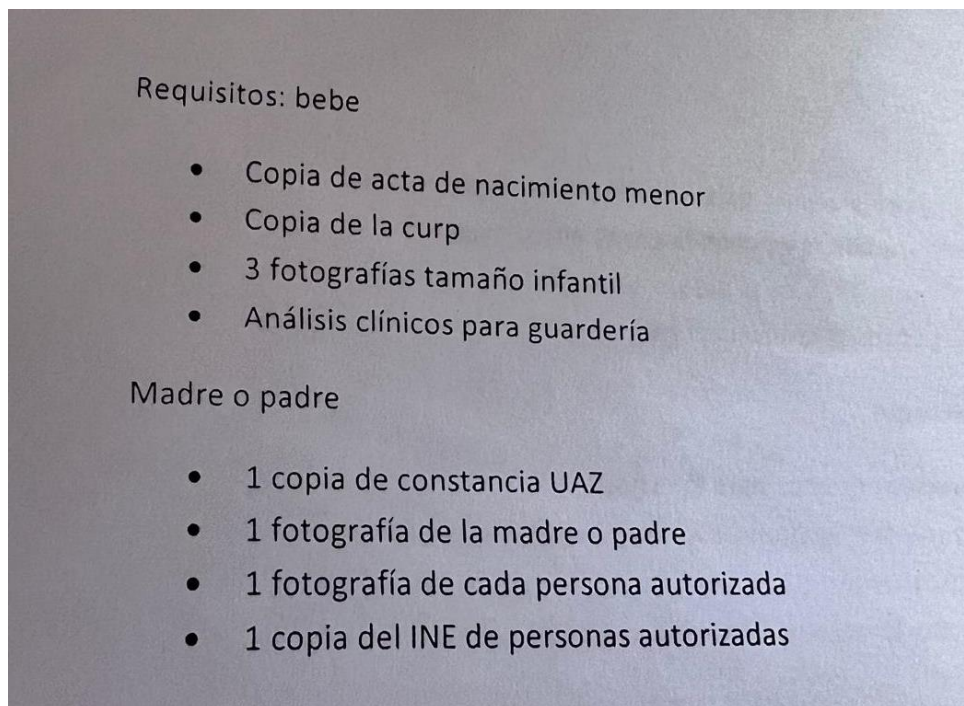 Requisitos: bebe
• Copia de acta de nacimiento menor
• Copia de la curp
• 3 fotografías tamaño infantil
• Análisis clínicos para guardería
Madre o padre
• 1 copia de constancia UAZ
• 1 fotografía de la madre o padre
• 1 fotografía de cada persona autorizada
• 1 copia del INE de personas autorizadas